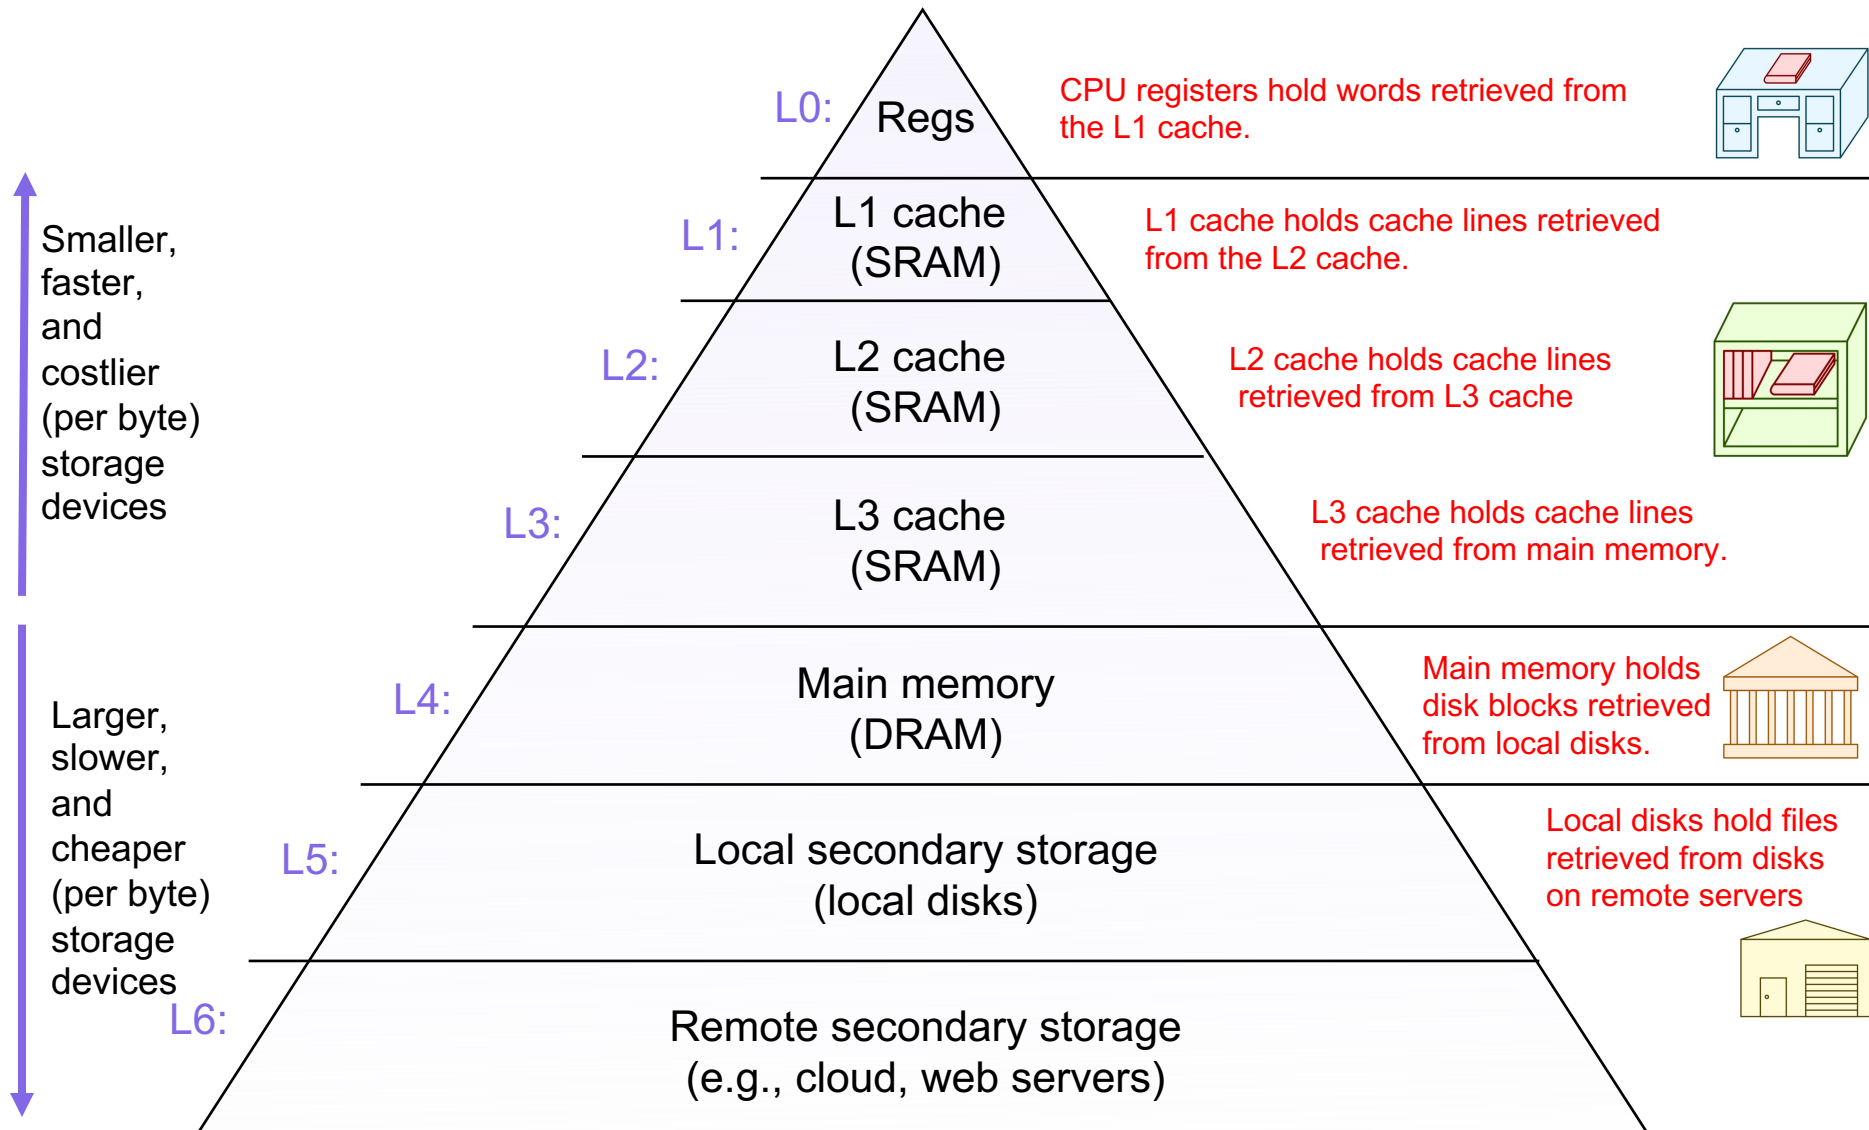 L0:
Regs
CPU registers hold words retrieved from
the L1 cache.
Smaller,
faster,
and
costlier
(per byte)
storage
devices
L1:
L1 cache
(SRAM)
L1 cache holds cache lines retrieved
from the L2 cache.
L2:
L2 cache
(SRAM)
L2 cache holds cache lines
retrieved from L3 cache
L3:
L3 cache
(SRAM)
L3 cache holds cache lines
retrieved from main memory.
Larger,
slower,
and
cheaper
(per byte)
storage
devices
L4:
Main memory
(DRAM)
Main memory holds
disk blocks retrieved
from local disks.
L5:
Local secondary storage
(local disks)
Local disks hold files
retrieved from disks
on remote servers
L6:
Remote secondary storage
(e.g., cloud, web servers)